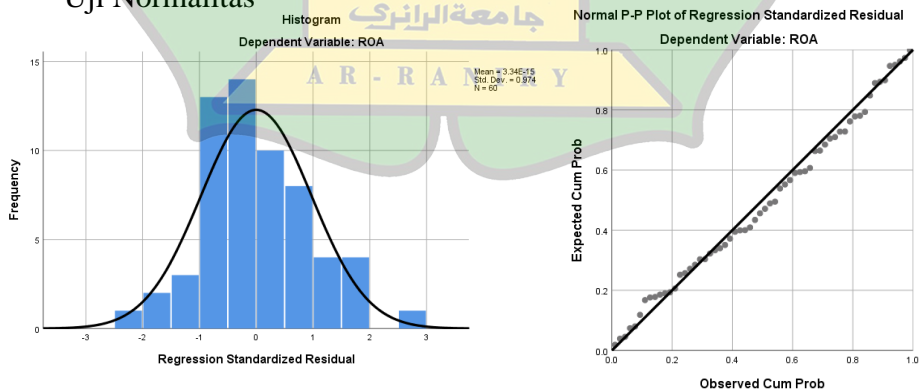 Uji Normalitas
Histogram
Dependent Variable: ROA
جامعة الرانري
AR-RANIRY
Mean = 3.34E-15
Std. Dev. = 0.974
N = 60
Frequency
15
10
5
0
-3 -2 -1 0 1 2 3
Regression Standardized Residual
Normal P-P Plot of Regression Standardized Residual
Dependent Variable: ROA
Expected Cum Prob
1.0
0.8
0.6
0.4
0.2
0.0
0.0 0.2 0.4 0.6 0.8 1.0
Observed Cum Prob